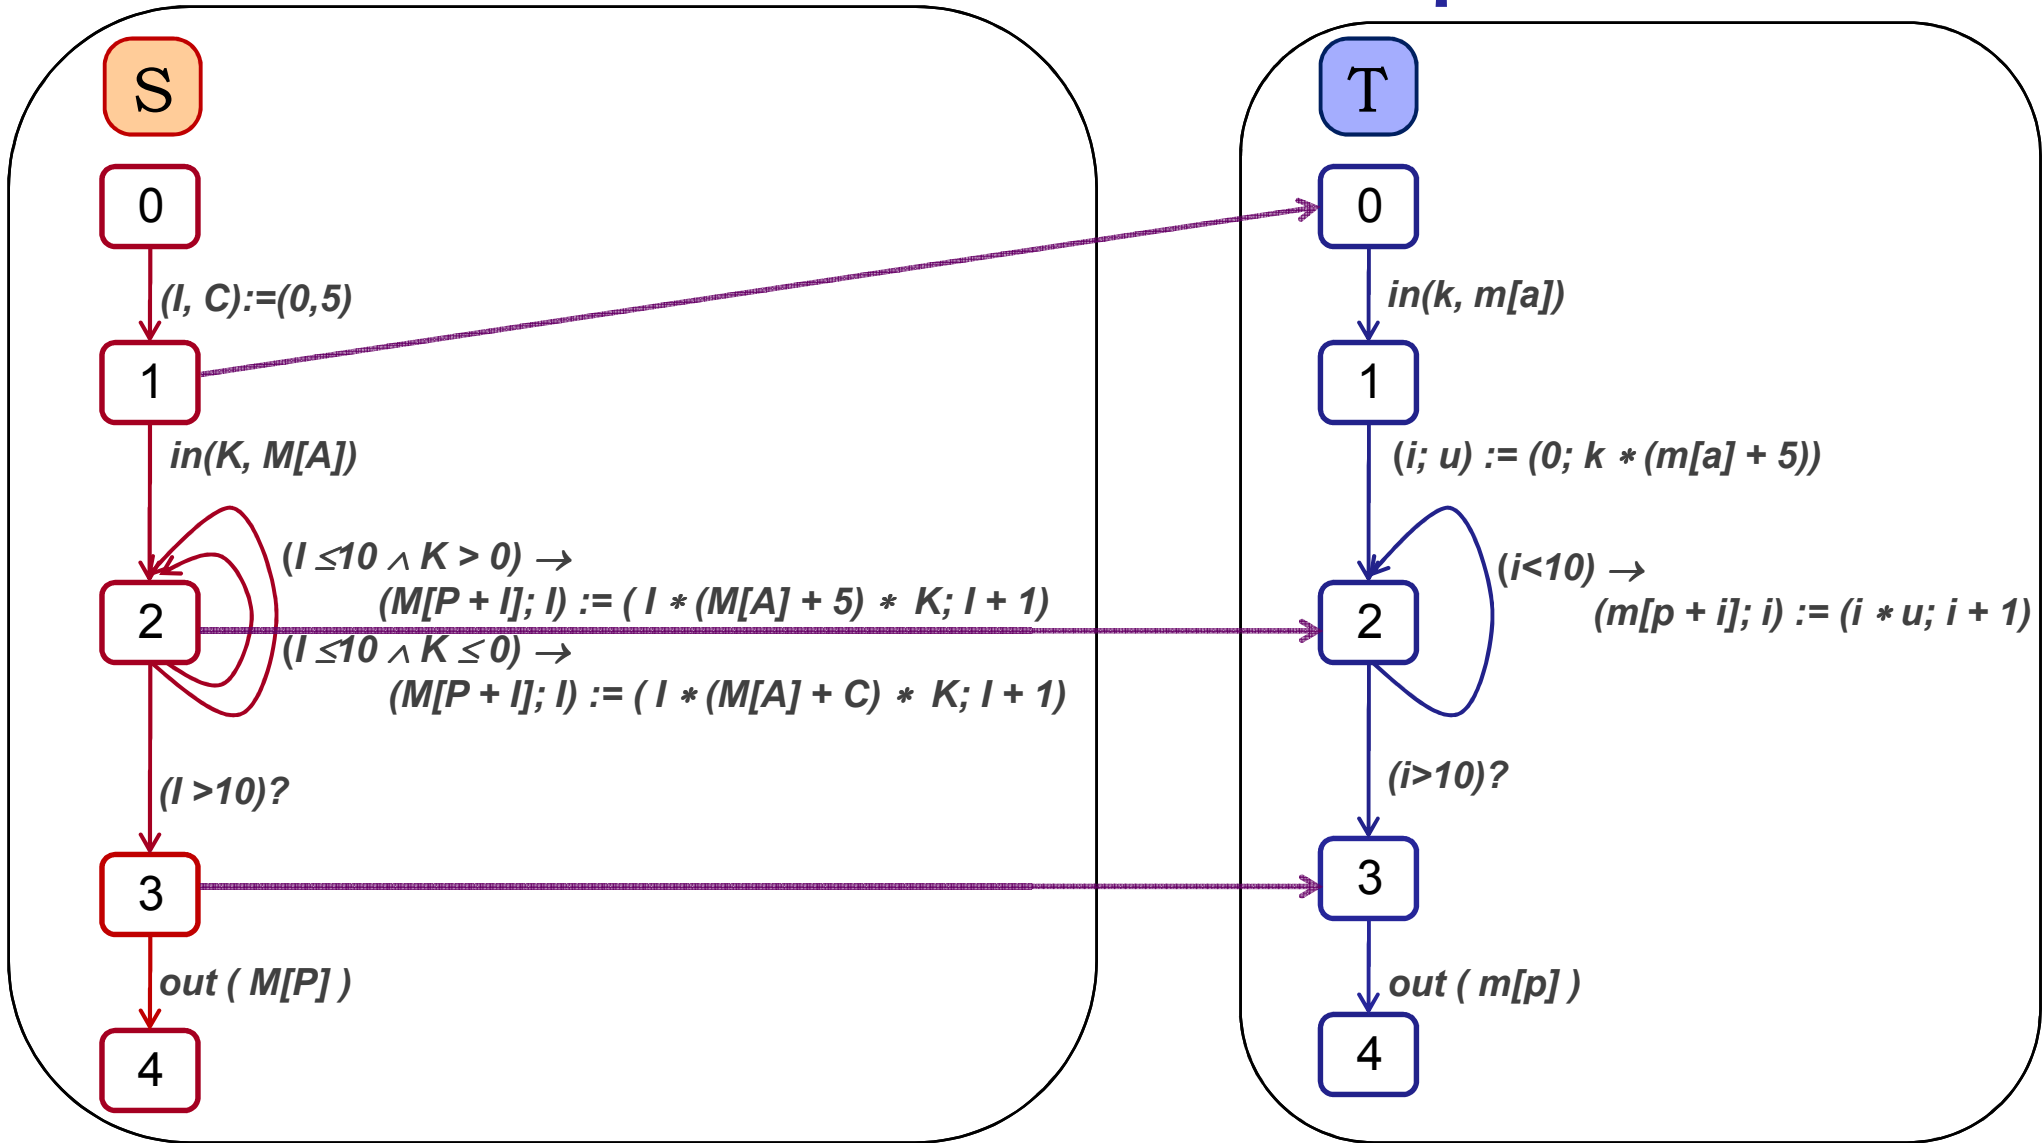 S
0
(I, C):=(0,5)
1
in(K, M[A])
(I ≤10 ∧ K > 0) →
(M[P + I]; I) := ( I * (M[A] + 5) * K; I + 1)
2
(I ≤10 ∧ K ≤ 0) →
(M[P + I]; I) := ( I * (M[A] + C) * K; I + 1)
(I >10)?
3
out ( M[P] )
4
T
0
in(k, m[a])
1
(i; u) := (0; k * (m[a] + 5))
(i<10) →
(m[p + i]; i) := (i * u; i + 1)
2
(i>10)?
3
out ( m[p] )
4